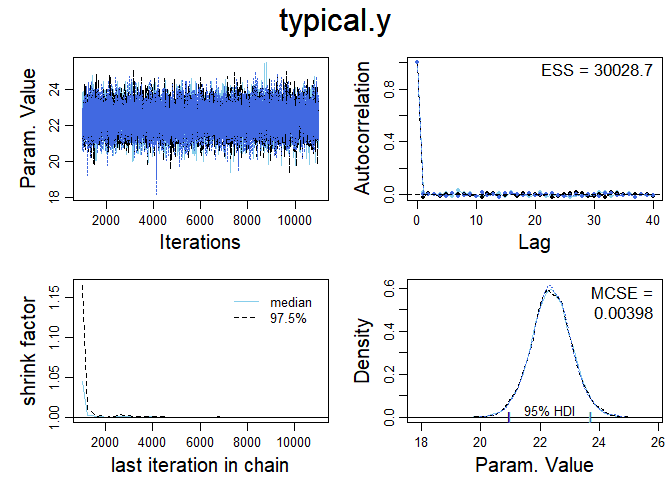 typical.y
Param. Value
18 20 22 24
2000 4000 6000 8000 10000
Iterations
Autocorrelation
0.0 0.4 0.8
ESS = 30028.7
0 10 20 30 40
Lag
shrink factor
1.00 1.05 1.10 1.15
median
97.5%
2000 4000 6000 8000 10000
last iteration in chain
Density
0.0 0.2 0.4 0.6
MCSE =
0.00398
95% HDI
18 20 22 24 26
Param. Value